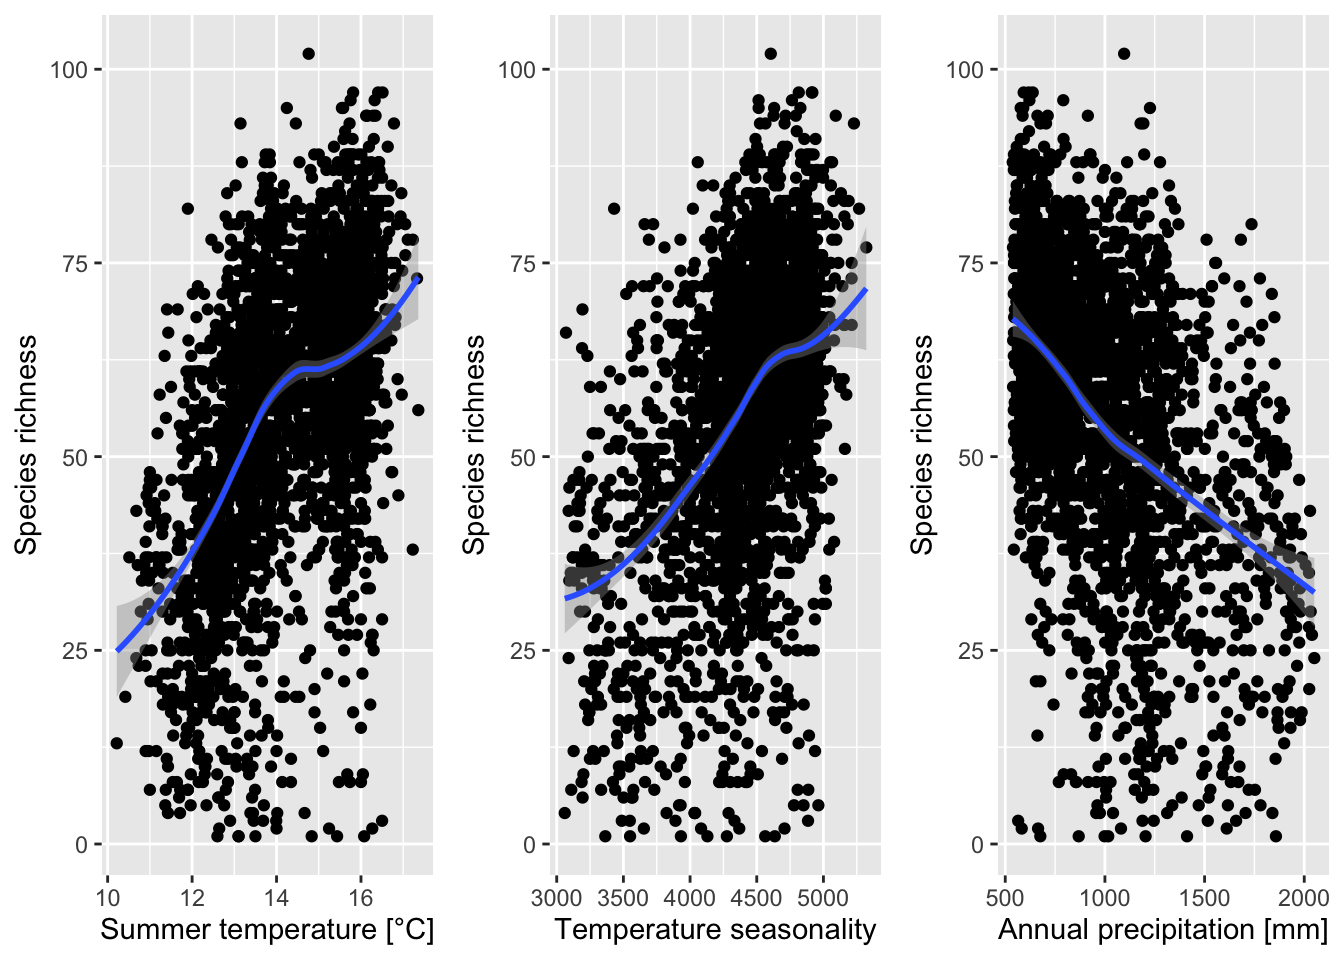 Species richness
100
75
50
25
0
10 12 14 16
Summer temperature [°C]
Species richness
100
75
50
25
0
3000 3500 4000 4500 5000
Temperature seasonality
Species richness
100
75
50
25
0
500 1000 1500 2000
Annual precipitation [mm]